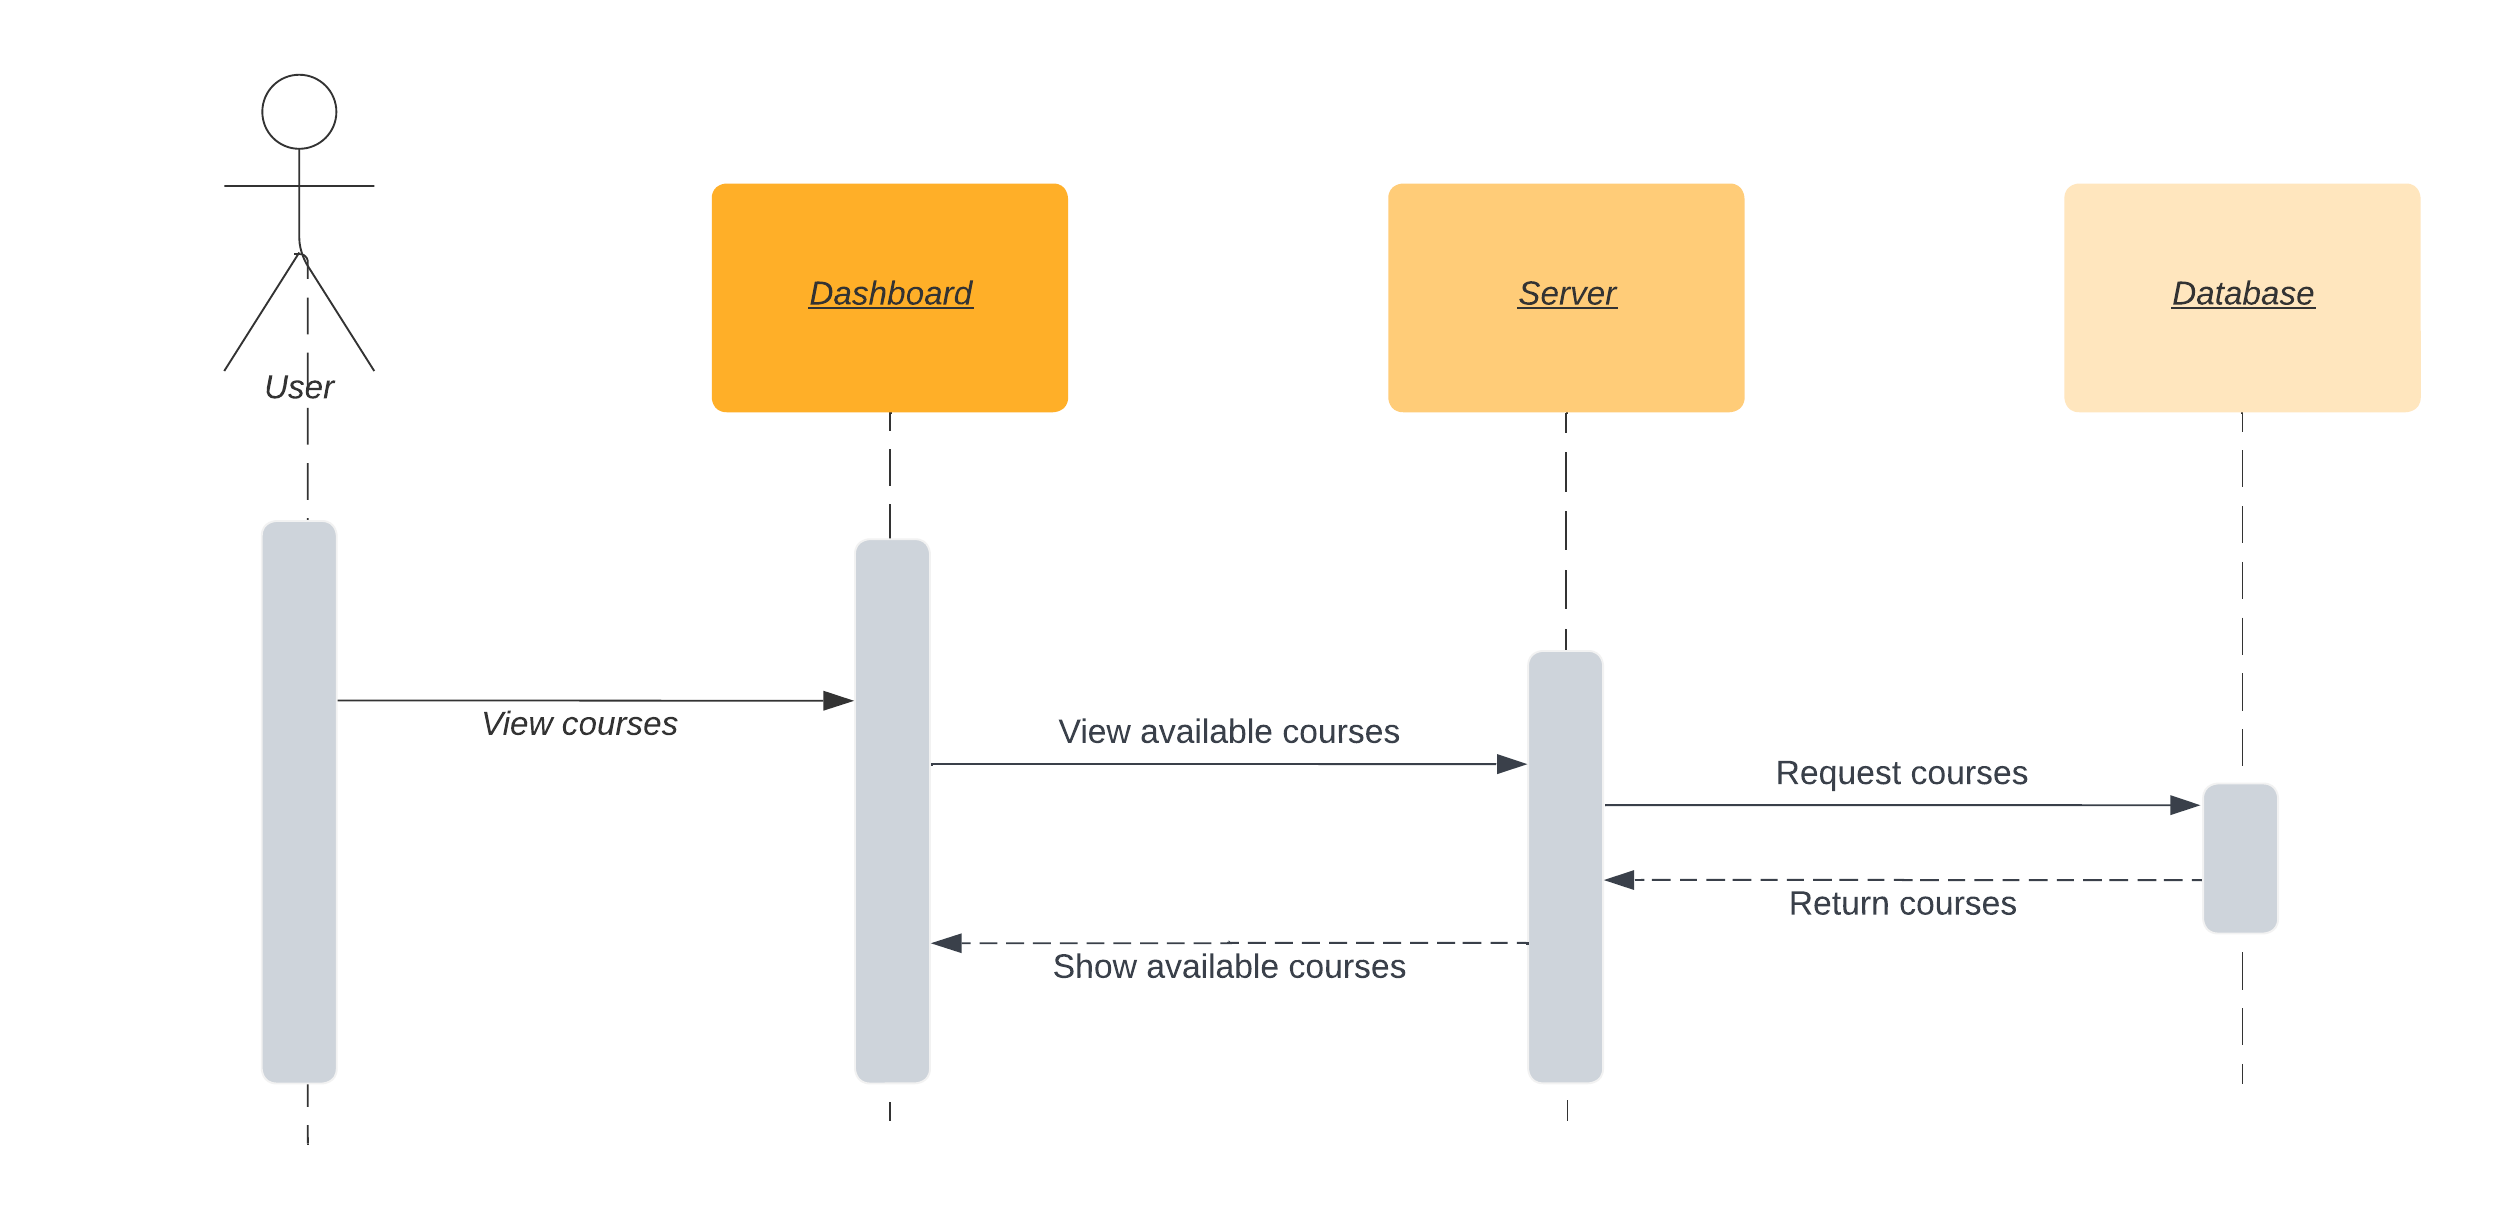 Dashboard
Server
Database
User
View courses
View available courses
Request courses
Return courses
Show available courses